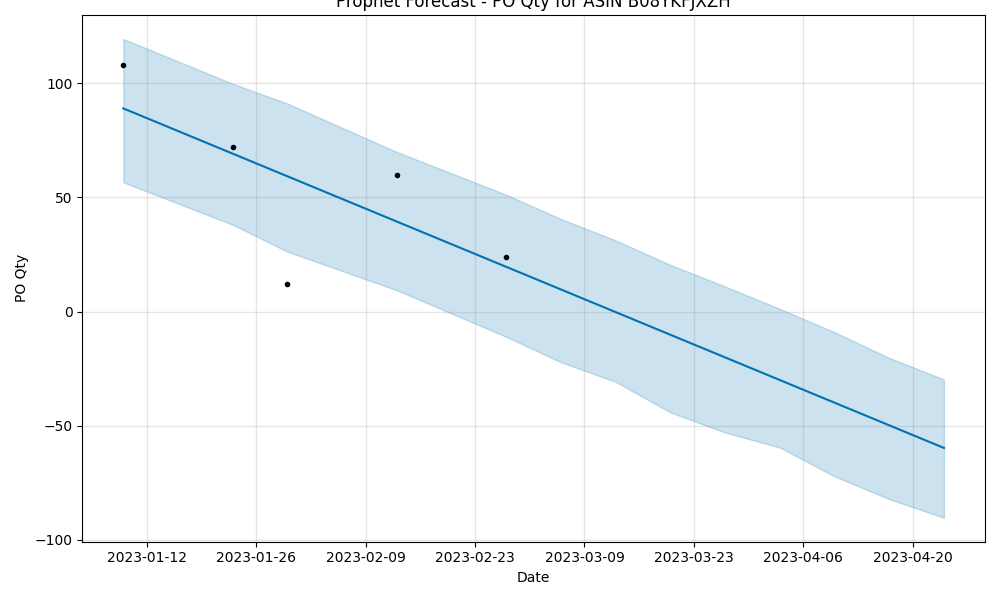 Prophet Forecast - PO Qty for ASIN B08YKFJXZH
100
50
0
−50
−100
PO Qty
2023-01-12 2023-01-26 2023-02-09 2023-02-23 2023-03-09 2023-03-23 2023-04-06 2023-04-20
Date